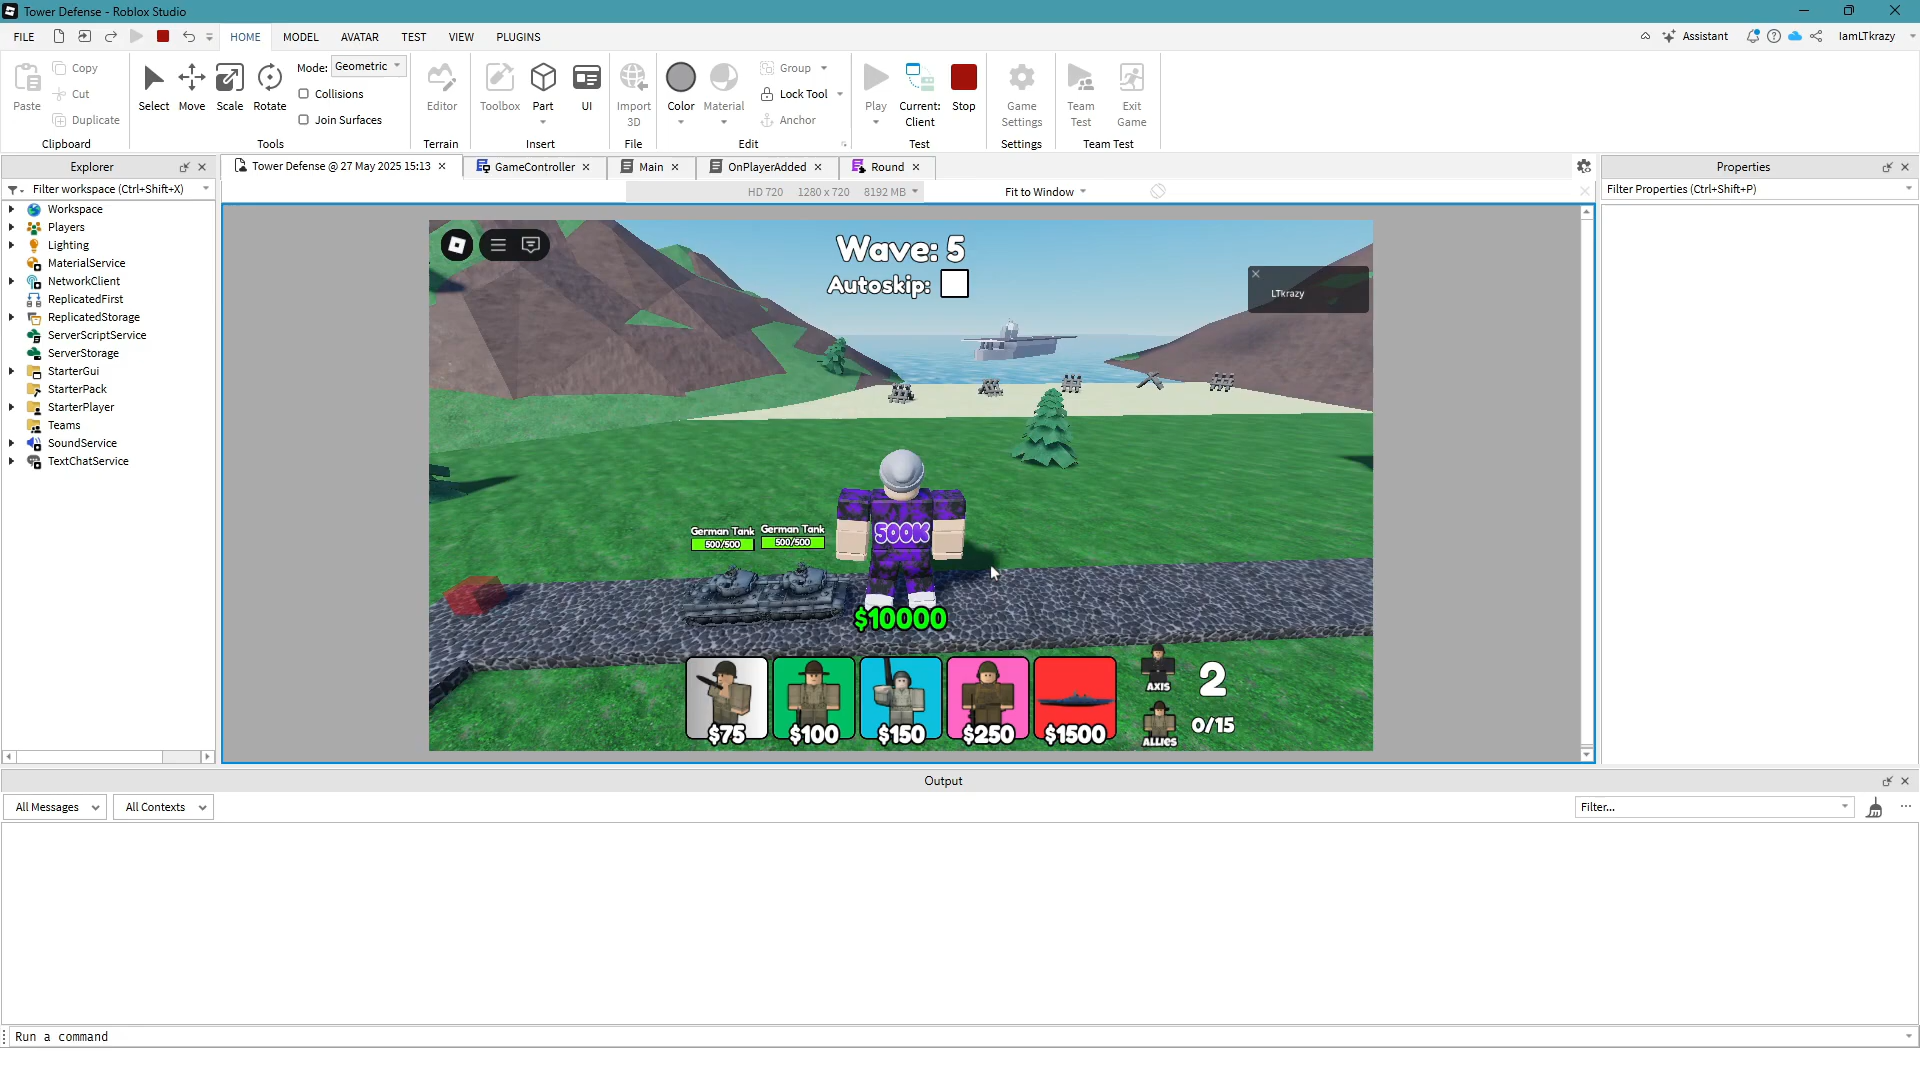 Tower Defense - Roblox Studio
FILE
HOME
MODEL
AVATAR
TEST
VIEW
PLUGINS
Assistant
IamLTkrazy
Paste
Copy
Cut
Duplicate
Clipboard
Select
Move
Scale
Rotate
Mode:
Geometric
Collisions
Join Surfaces
Tools
Editor
Terrain
Toolbox
Part
UI
Insert
Import
3D
File
Color
Material
Group
Lock Tool
Anchor
Edit
Play
Current:
Client
Stop
Test
Game
Settings
Settings
Team
Test
Exit
Game
Team Test
Explorer
Filter workspace (Ctrl+Shift+X)
Workspace
Players
Lighting
MaterialService
NetworkClient
ReplicatedFirst
ReplicatedStorage
ServerScriptService
ServerStorage
StarterGui
StarterPack
StarterPlayer
Teams
SoundService
TextChatService
Tower Defense @ 27 May 2025 15:13
GameController
Main
OnPlayerAdded
Round
HD 720
1280 x 720
8192 MB
Fit to Window
Wave: 5
Autoskip:
LTkrazy
German Tank
500/500
German Tank
500/500
500K
$10000
$75
$100
$150
$250
$1500
AXIS
2
ALLIES
0/15
Properties
Filter Properties (Ctrl+Shift+P)
Output
All Messages
All Contexts
Filter...
Run a command